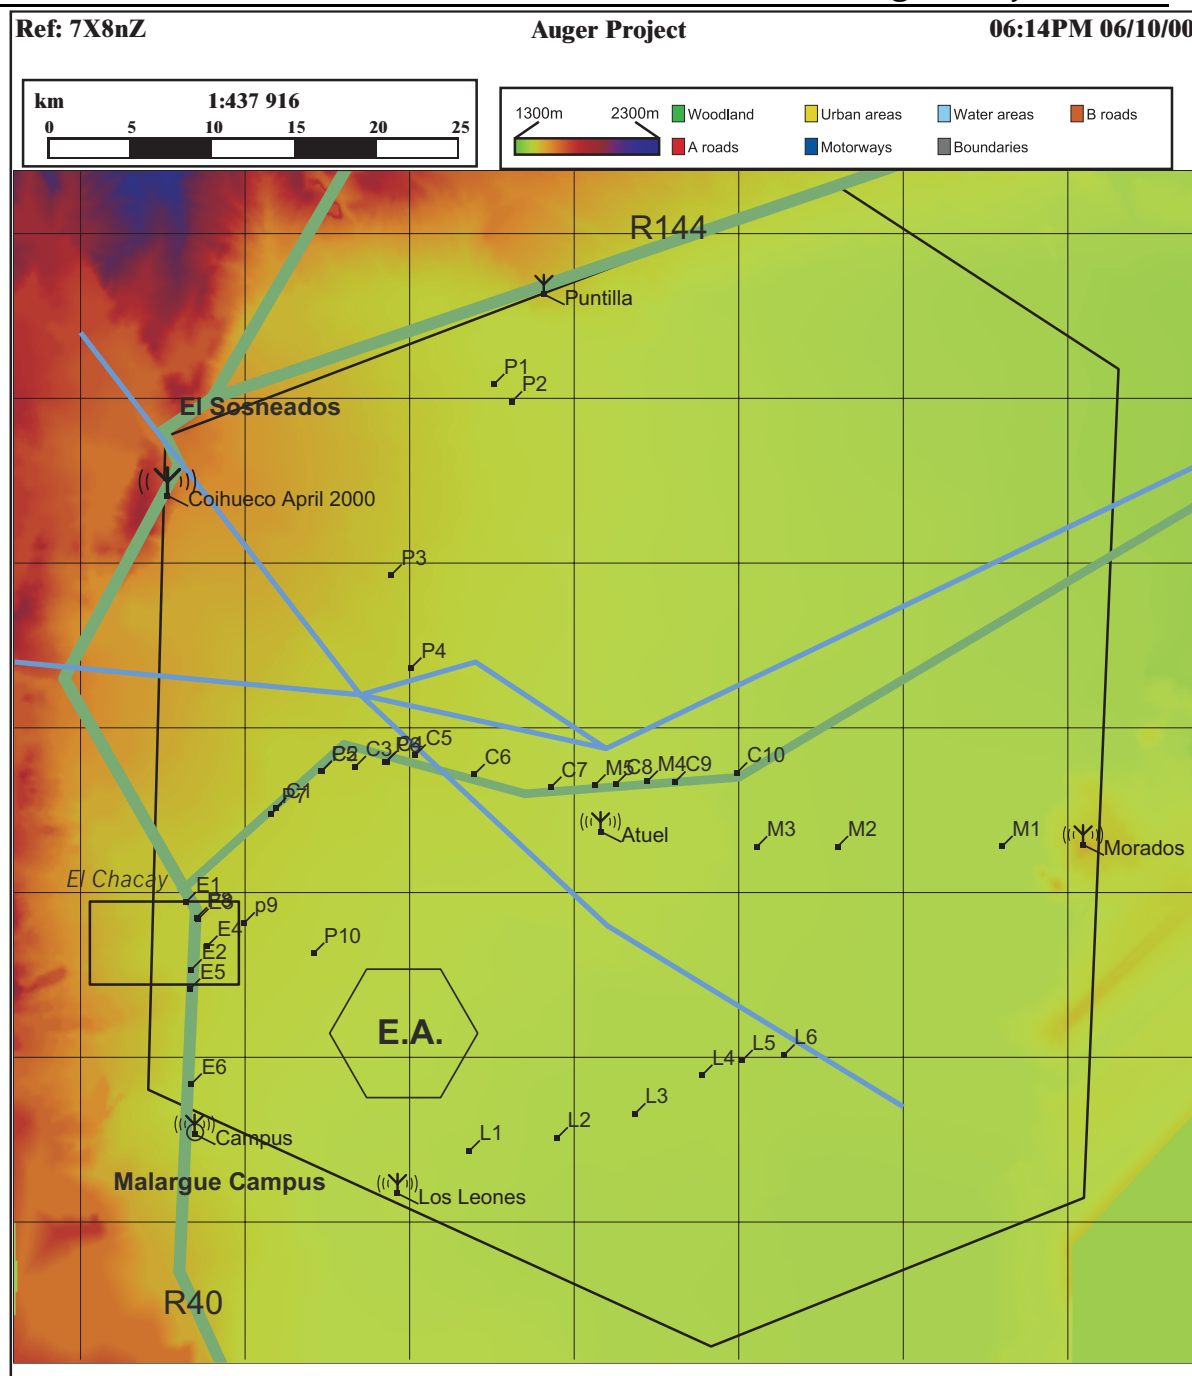 Ref: 7X8nZ Auger Project 06:14PM 06/10/00
km 1:437 916
0 5 10 15 20 25
1300m 2300m Woodland Urban areas Water areas B roads
A roads Motorways Boundaries
R144
Puntilla
P1
P2
El Sosneados
Coihueco April 2000
P3
P4
C5
C3
C6
C10
C7 M5 C8 M4 C9
C1
P7
Atuel
M3 M2 M1
Morados
El Chacay
E1
p9
E4
P10
E2
E5
E.A.
L6
L5
L4
E6
L3
L2
L1
Campus
Malargue Campus
Los Leones
R40